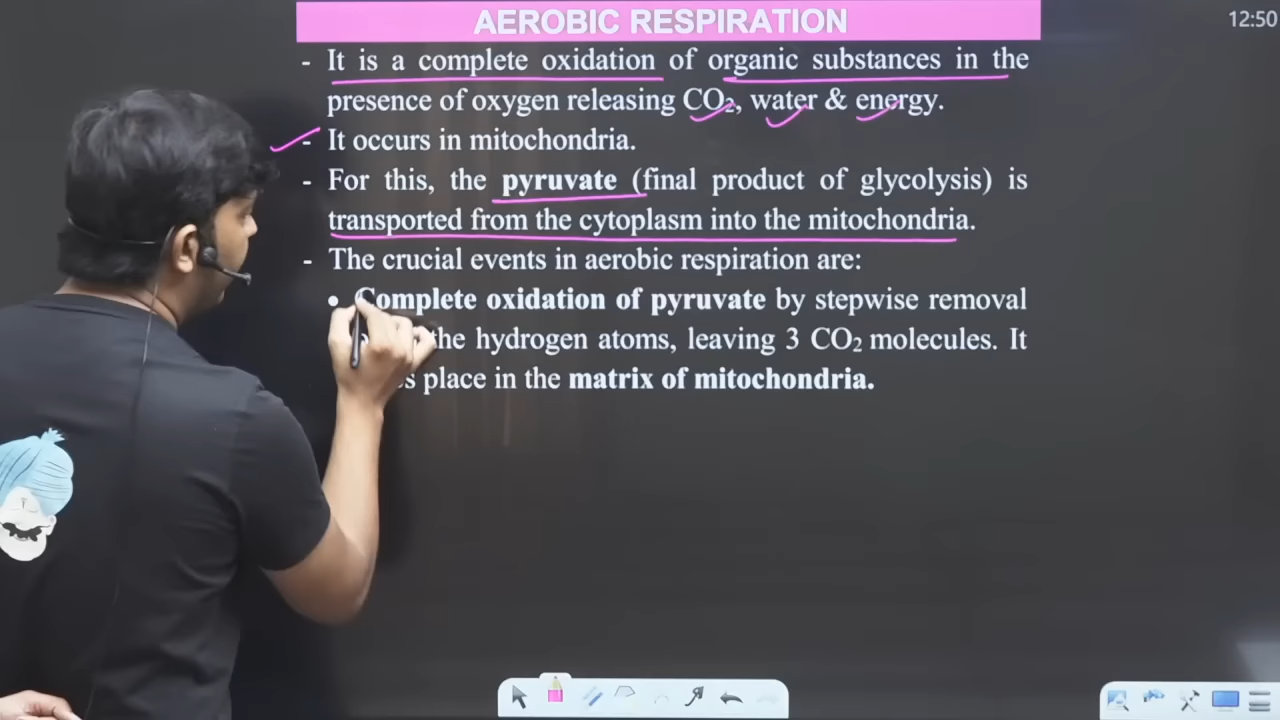 AEROBIC RESPIRATION
12:50
- It is a complete oxidation of organic substances in the
presence of oxygen releasing CO₂, water & energy.
- It occurs in mitochondria.
- For this, the pyruvate (final product of glycolysis) is
transported from the cytoplasm into the mitochondria.
- The crucial events in aerobic respiration are:
• Complete oxidation of pyruvate by stepwise removal
the hydrogen atoms, leaving 3 CO₂ molecules. It
place in the matrix of mitochondria.